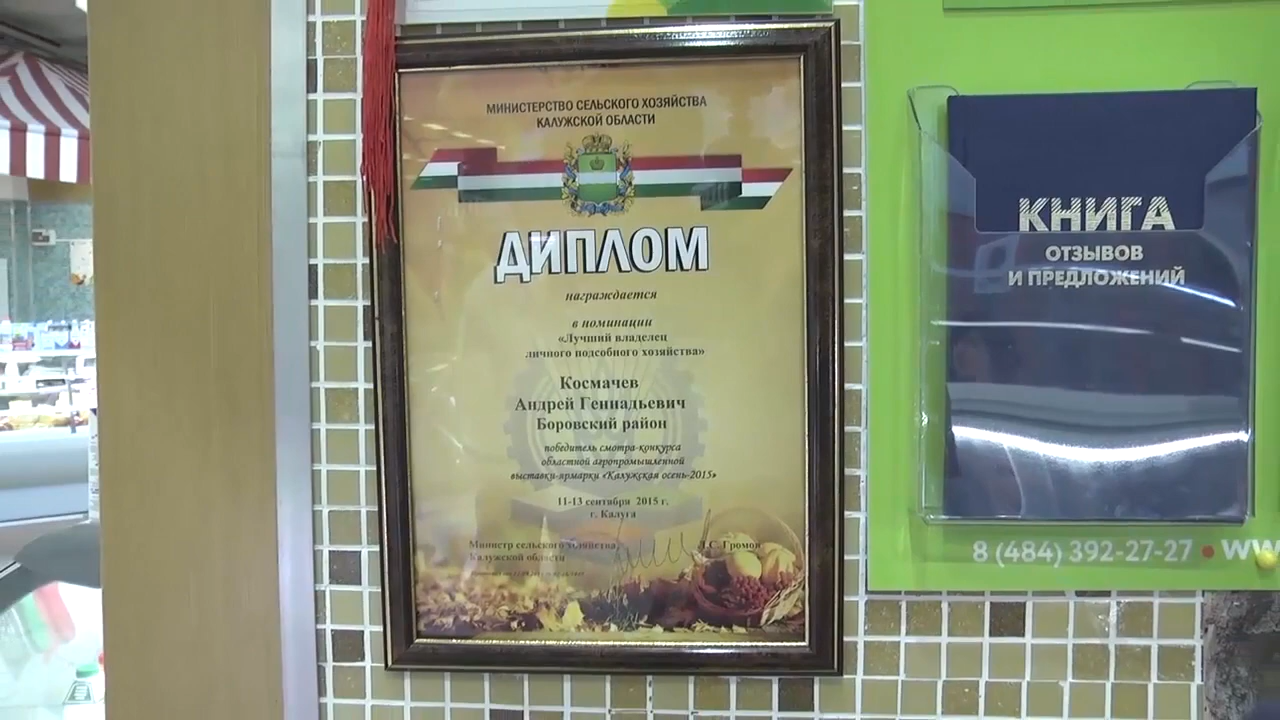 МИНИСТЕРСТВО СЕЛЬСКОГО ХОЗЯЙСТВА
КАЛУЖСКОЙ ОБЛАСТИ
ДИПЛОМ
награждается
в номинации
«Лучший владелец
личного подсобного хозяйства»
Космачев
Андрей Геннадьевич
Боровский район
победитель смотра-конкурса
областной агропромышленной
выставки-ярмарки «Калужская осень-2015»
11-13 сентября 2015 г.
г. Калуга
Министр сельского хозяйства
Калужской области
Л.С. Громов
КНИГА
ОТЗЫВОВ
И ПРЕДЛОЖЕНИЙ
8 (484) 392-27-27 • WW